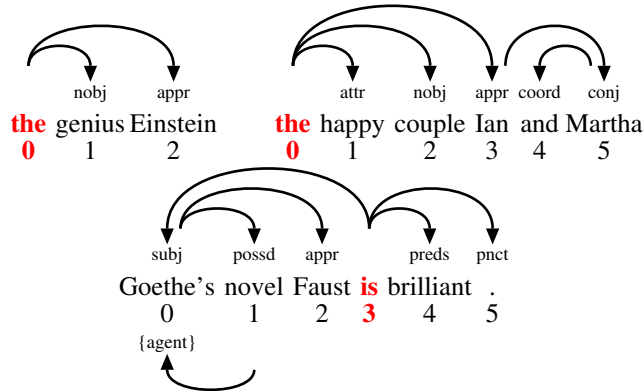 nobj appr
the genius Einstein
0 1 2
attr nobj appr coord conj
the happy couple Ian and Martha
0 1 2 3 4 5
subj possd appr preds pnct
Goethe's novel Faust is brilliant .
0 1 2 3 4 5
{agent}